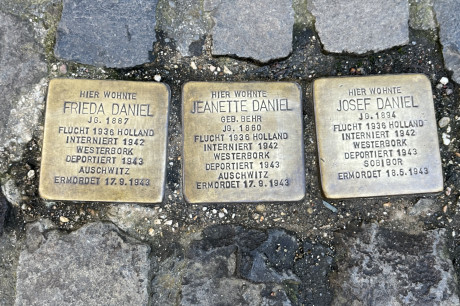 HIER WOHNTE
FRIEDA DANIEL
JG. 1887
FLUCHT 1936 HOLLAND
INTERNIERT 1942
WESTERBORK
DEPORTIERT 1943
AUSCHWITZ
ERMORDET 17.9.1943
HIER WOHNTE
JEANETTE DANIEL
GEB. BEHR
JG. 1860
FLUCHT 1936 HOLLAND
INTERNIERT 1942
WESTERBORK
DEPORTIERT 1943
AUSCHWITZ
ERMORDET 17.9.1943
HIER WOHNTE
JOSEF DANIEL
JG. 1894
FLUCHT 1936 HOLLAND
INTERNIERT 1942
WESTERBORK
DEPORTIERT 1943
SOBIBOR
ERMORDET 18.5.1943